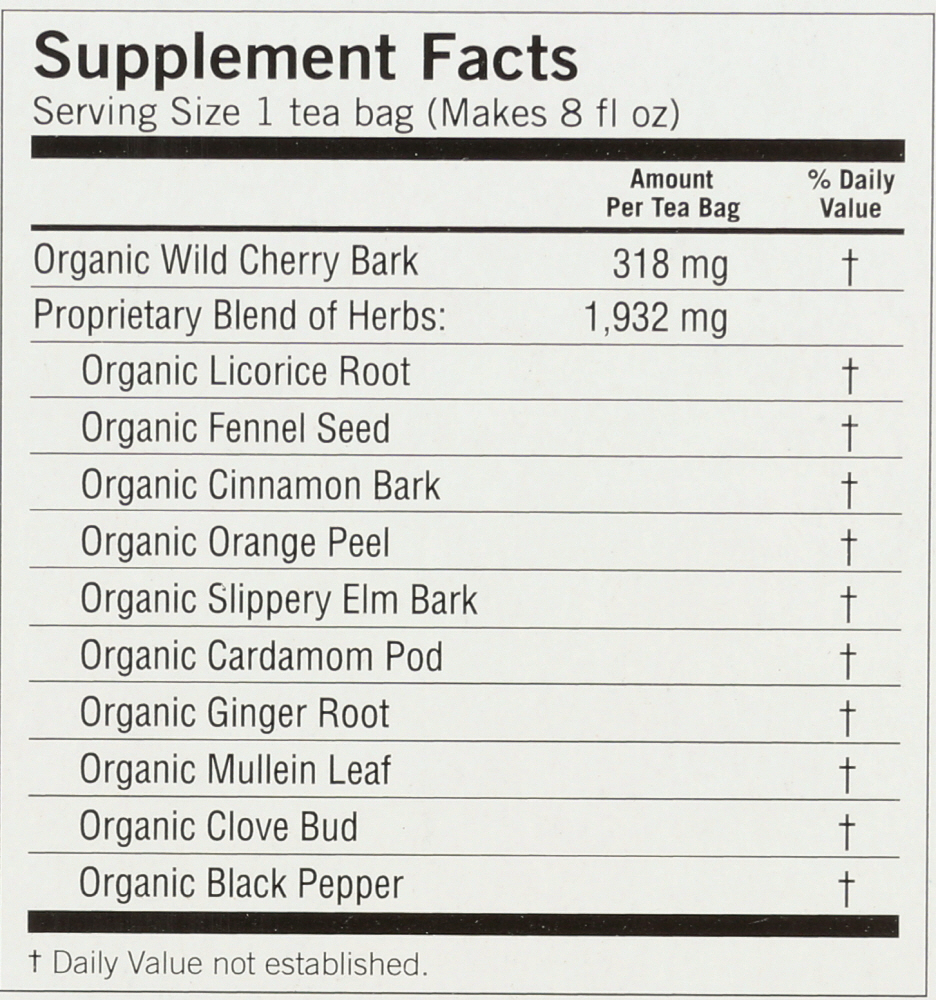 Supplement Facts
Serving Size 1 tea bag (Makes 8 fl oz)
Amount Per Tea Bag % Daily Value
Organic Wild Cherry Bark 318 mg †
Proprietary Blend of Herbs: 1,932 mg
Organic Licorice Root †
Organic Fennel Seed †
Organic Cinnamon Bark †
Organic Orange Peel †
Organic Slippery Elm Bark †
Organic Cardamom Pod †
Organic Ginger Root †
Organic Mullein Leaf †
Organic Clove Bud †
Organic Black Pepper †
† Daily Value not established.